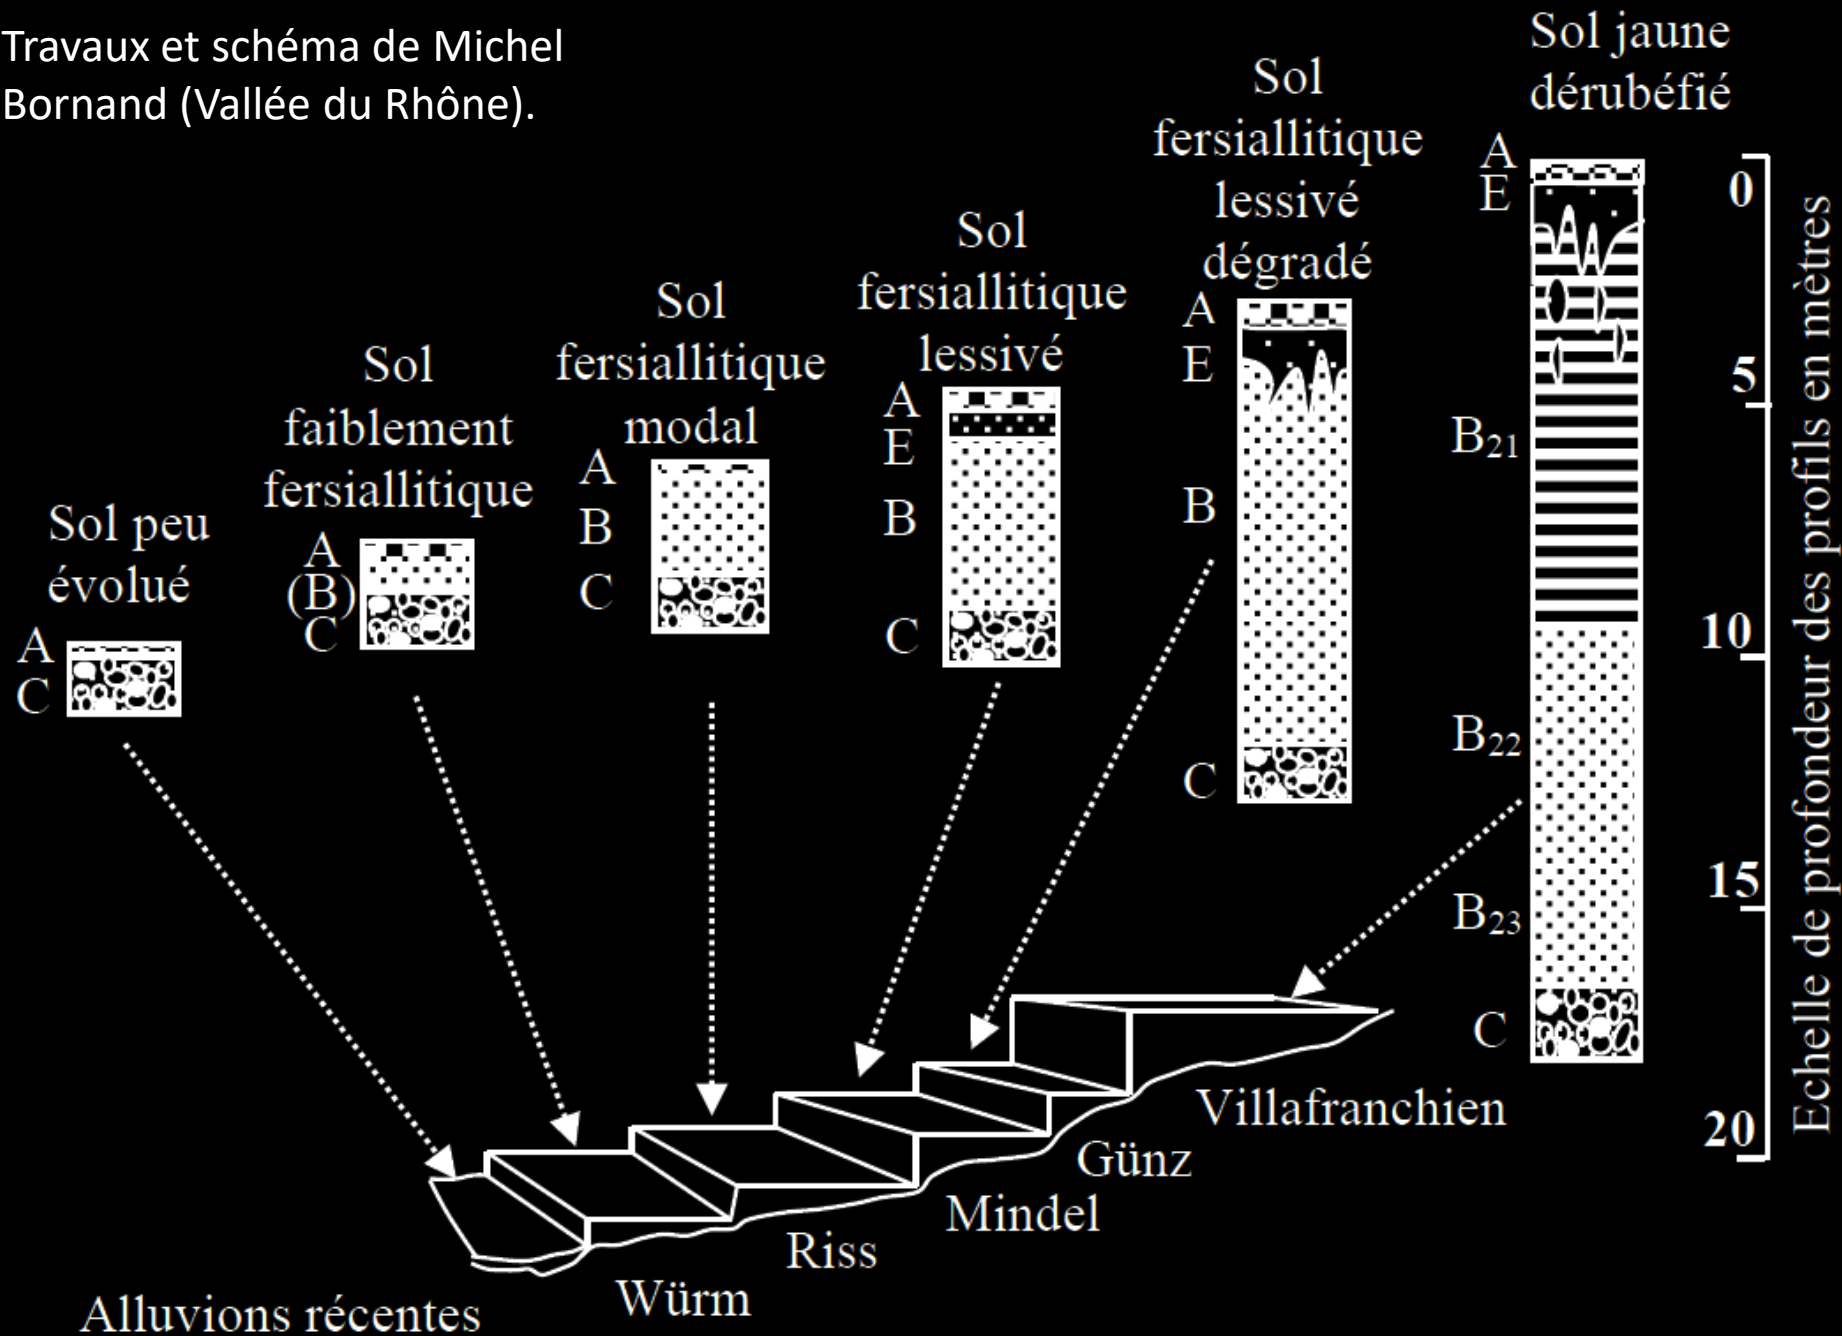 Travaux et schéma de Michel
Bornand (Vallée du Rhône).
Sol peu
évolué
A
C
Sol
faiblement
fersiallitique
A
(B)
C
Sol
fersiallitique
modal
A
B
C
Sol
fersiallitique
lessivé
A
E
B
C
Sol
fersiallitique
lessivé
dégradé
A
E
B
C
Sol jaune
dérubéfié
A
E
B21
B22
B23
C
0
5
10
15
20
Echelle de profondeur des profils en mètres
Alluvions récentes
Würm
Riss
Mindel
Günz
Villafranchien